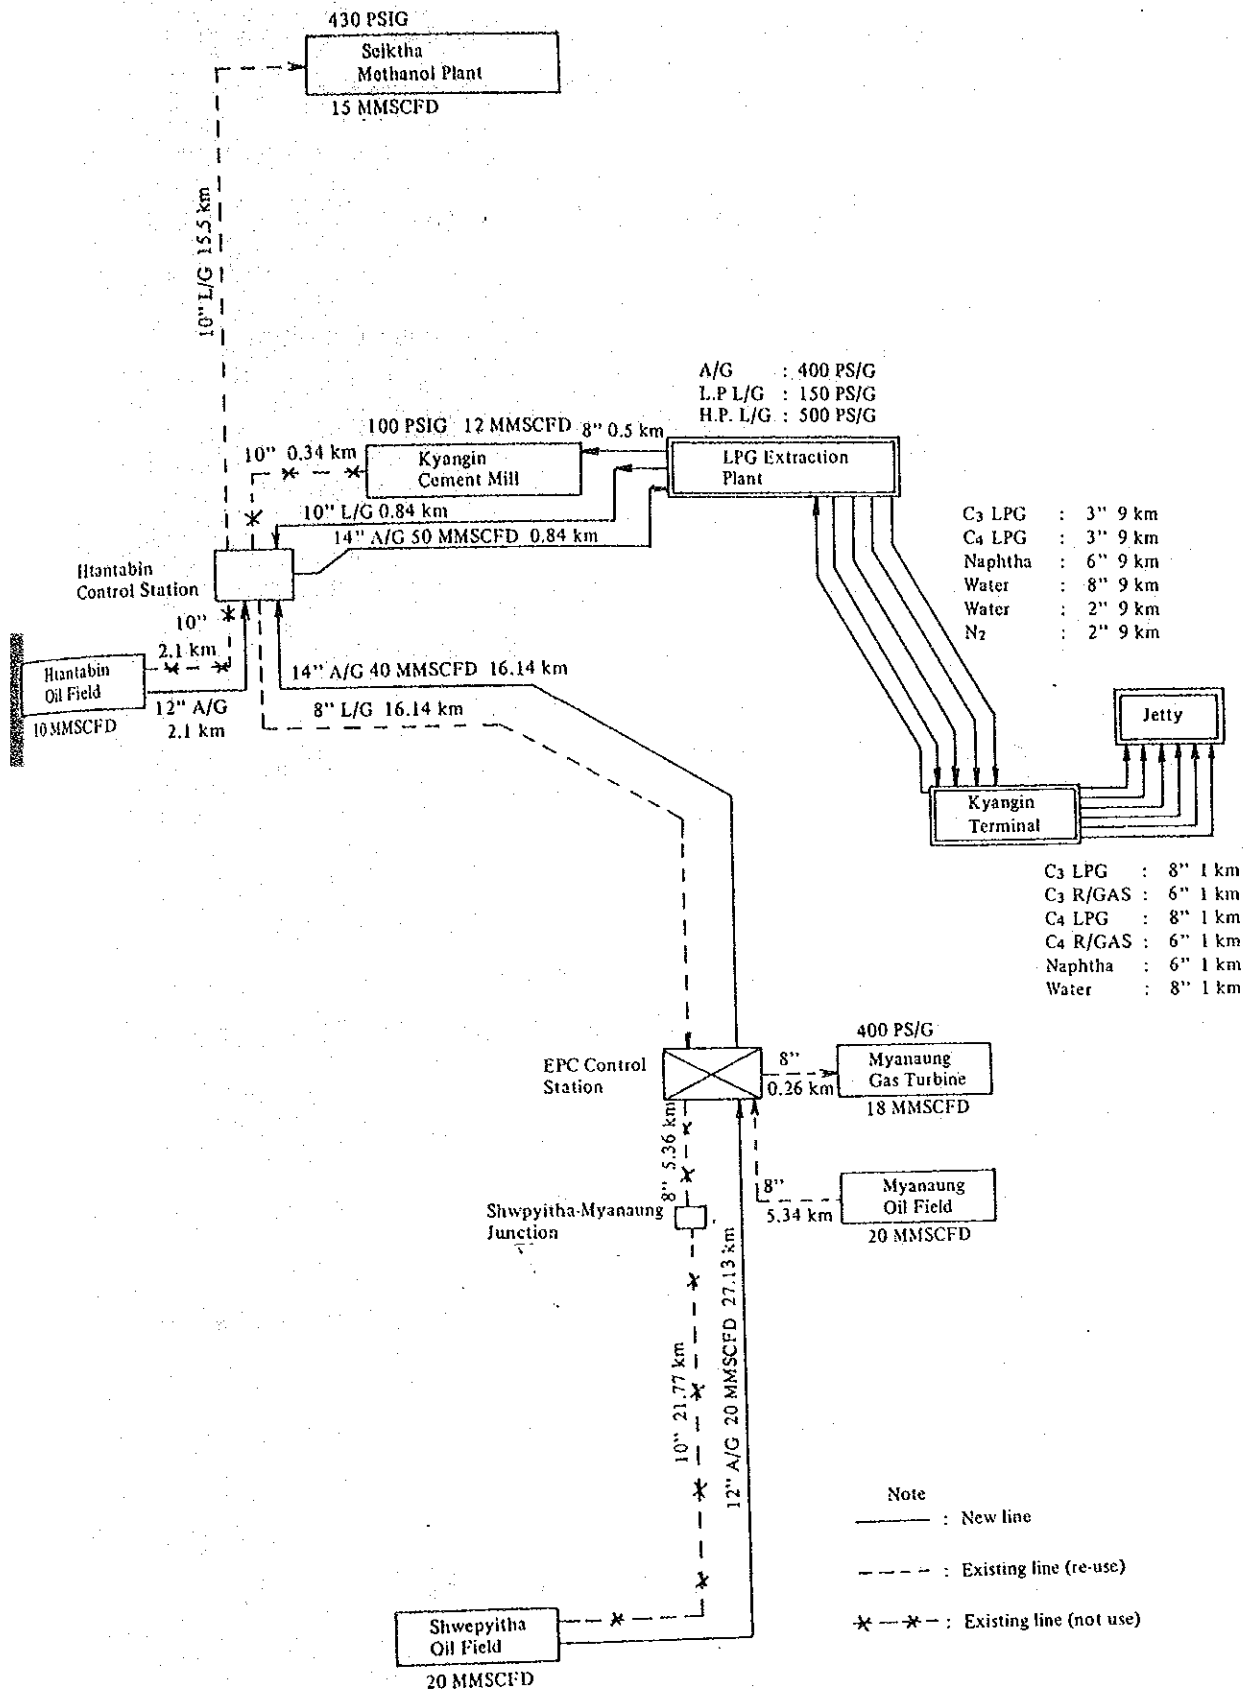 430 PSIG
Seiktha
Mothanol Plant
15 MMSCFD
10" L/G 15.5 km
A/G : 400 PS/G
L.P L/G : 150 PS/G
H.P. L/G : 500 PS/G
100 PSIG 12 MMSCFD
8" 0.5 km
10" 0.34 km
Kyangin
Cement Mill
LPG Extraction
Plant
10" L/G 0.84 km
14" A/G 50 MMSCFD 0.84 km
C3 LPG : 3" 9 km
C4 LPG : 3" 9 km
Naphtha : 6" 9 km
Water : 8" 9 km
Water : 2" 9 km
N2 : 2" 9 km
Htantabin
Control Station
10"
2.1 km
Htantabin
Oil Field
10 MMSCFD
12" A/G
2.1 km
14" A/G 40 MMSCFD 16.14 km
8" L/G 16.14 km
Jetty
Kyangin
Terminal
C3 LPG : 8" 1 km
C3 R/GAS : 6" 1 km
C4 LPG : 8" 1 km
C4 R/GAS : 6" 1 km
Naphtha : 6" 1 km
Water : 8" 1 km
EPC Control
Station
400 PS/G
8"
0.26 km
Myanaung
Gas Turbine
18 MMSCFD
8" 5.36 km
8"
5.34 km
Myanaung
Oil Field
20 MMSCFD
Shwpyitha-Myanaung
Junction
10" 21.77 km
12" A/G 20 MMSCFD 27.13 km
Note
: New line
: Existing line (re-use)
: Existing line (not use)
Shwepyitha
Oil Field
20 MMSCFD